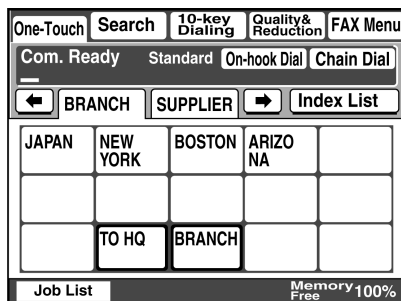 One-Touch Search 10-key Dialing Quality& Reduction FAX Menu
Com. Ready Standard On-hook Dial Chain Dial
BRANCH SUPPLIER Index List
JAPAN NEW YORK BOSTON ARIZO NA
TO HQ BRANCH
Job List Memory Free 100%